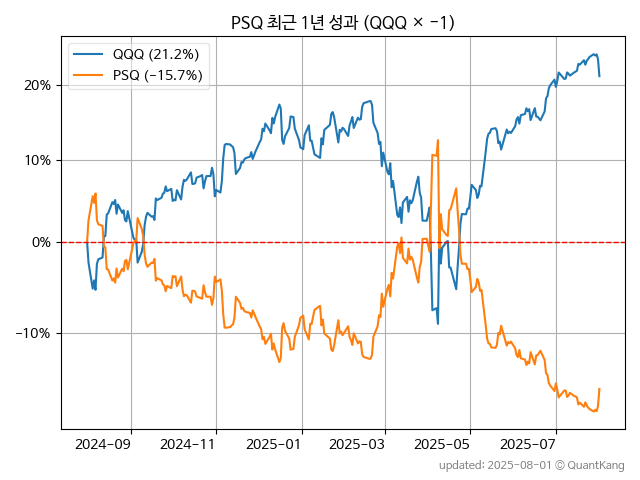 PSQ 최근 1년 성과 (QQQ × −1)
QQQ (21.2%)
PSQ (−15.7%)
20%
10%
0%
−10%
2024−09 2024−11 2025−01 2025−03 2025−05 2025−07
updated: 2025-08-01 © QuantKang